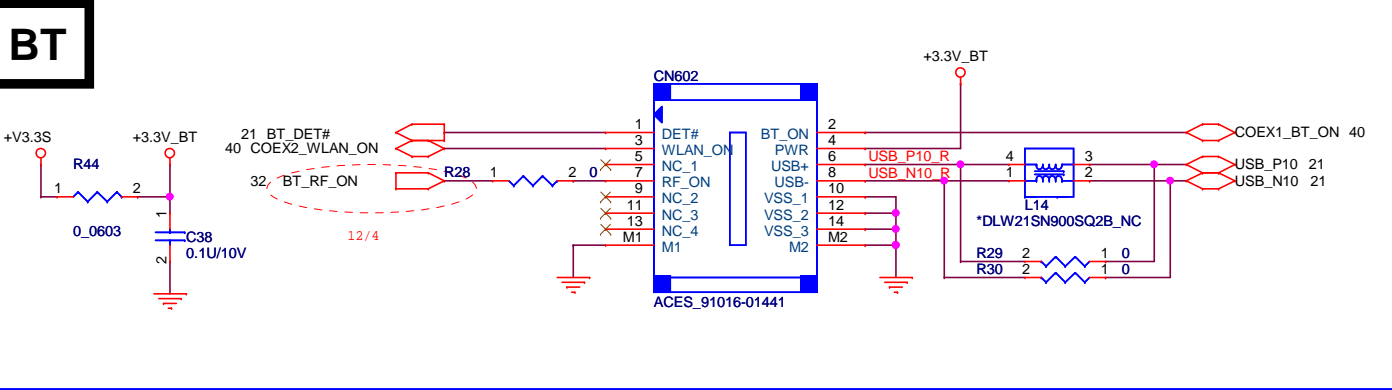 BT
+3.3V_BT
CN602
+V3.3S
+3.3V_BT
21 BT_DET#
1
DET#
BT_ON
2
COEX1_BT_ON 40
40 COEX2_WLAN_ON
3
WLAN_ON
PWR
4
R44
5
NC_1
USB+
6
USB_P10_R
4
3
USB_P10 21
32 BT_RF_ON
R28
1
2
0
7
RF_ON
USB-
8
USB_N10_R
1
2
USB_N10 21
1
2
9
NC_2
VSS_1
10
L14
1
11
NC_3
VSS_2
12
*DLW21SN900SQ2B_NC
0_0603
13
NC_4
VSS_3
14
C38
12/4
M1
M1
M2
M2
0.1U/10V
R29
2
1
0
2
R30
2
1
0
ACES_91016-01441